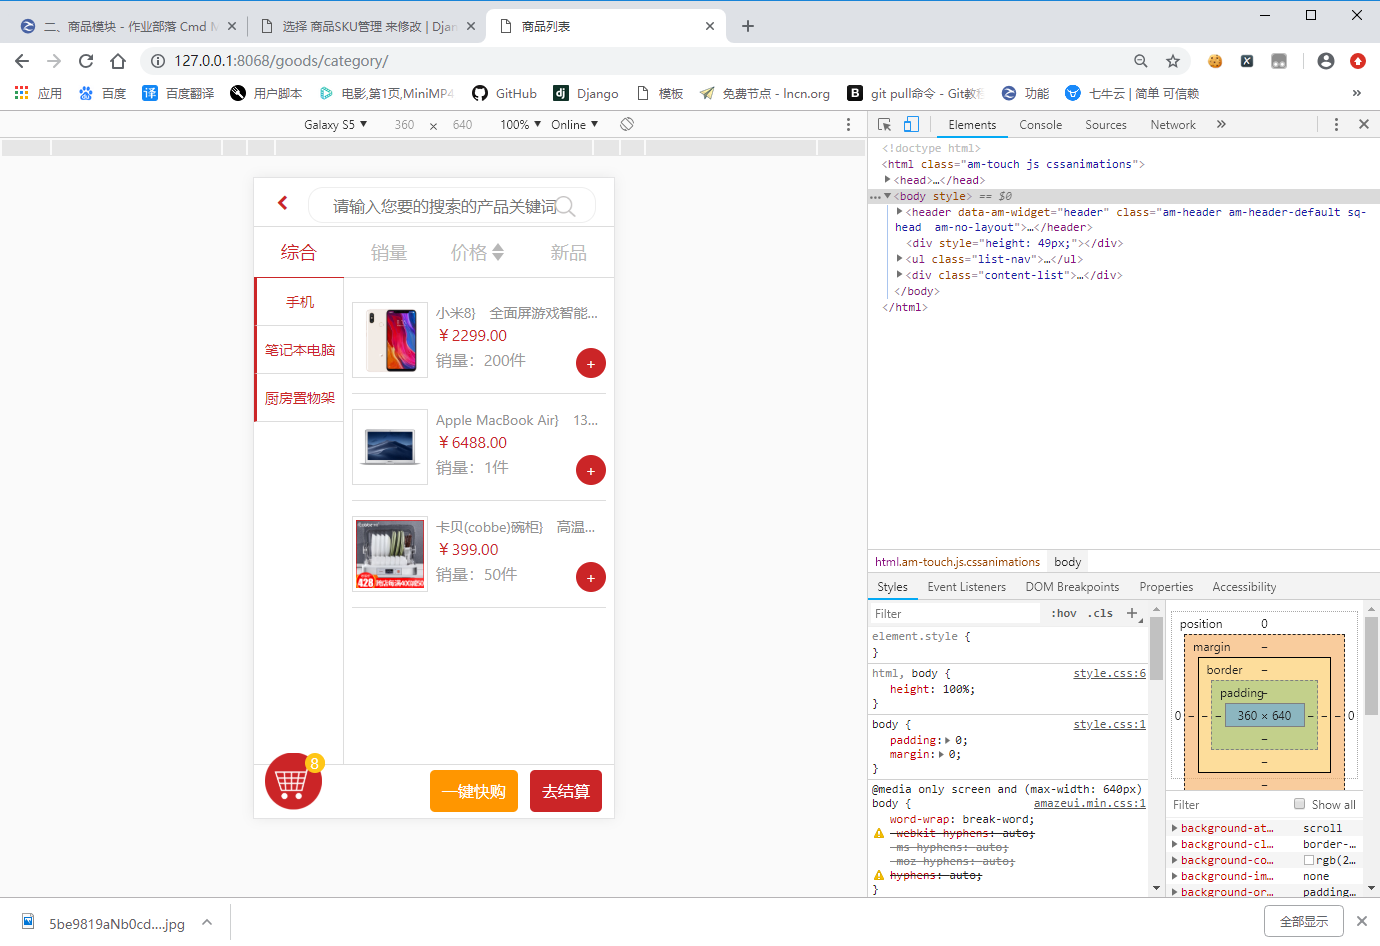 二、商品模块 - 作业部落 Cmd M
选择 商品SKU管理 来修改 | Djan
商品列表
127.0.0.1:8068/goods/category/
应用
百度
译 百度翻译
用户脚本
电影,第1页,MiniMP4
GitHub
dj Django
模板
免费节点 - lncn.org
B git pull命令 - Git教程
功能
七牛云 | 简单 可信赖
»
Galaxy S5 ▼ 360 × 640 100% ▼ Online ▼
Elements Console Sources Network »
<!doctype html>
<html class="am-touch js cssanimations">
<head>…</head>
<body style> == $0
<header data-am-widget="header" class="am-header am-header-default sq-
head  am-no-layout">…</header>
<div style="height: 49px;"></div>
<ul class="list-nav">…</ul>
<div class="content-list">…</div>
</body>
</html>
请输入您要的搜索的产品关键词
综合 销量 价格 新品
手机
笔记本电脑
厨房置物架
小米8} 全面屏游戏智能...
￥2299.00
销量：200件
+
Apple MacBook Air} 13...
￥6488.00
销量：1件
+
卡贝(cobbe)碗柜} 高温...
￥399.00
销量：50件
+
8
一键快购
去结算
html.am-touch.js.cssanimations body
Styles Event Listeners DOM Breakpoints Properties Accessibility
Filter :hov .cls +
element.style {
}
html, body { style.css:6
height: 100%;
}
body { style.css:1
padding: 0;
margin: 0;
}
@media only screen and (max-width: 640px)
body { amazeui.min.css:1
word-wrap: break-word;
-webkit-hyphens: auto;
-ms-hyphens: auto;
-moz-hyphens: auto;
hyphens: auto;
}
position 0
margin –
border –
padding –
0 – – – 360 × 640 – – – 0
–
–
–
Filter Show all
background-at… scroll
background-cl… border-…
background-co… rgb(2…
background-im… none
background-or… padding…
5be9819aNb0cd....jpg
全部显示